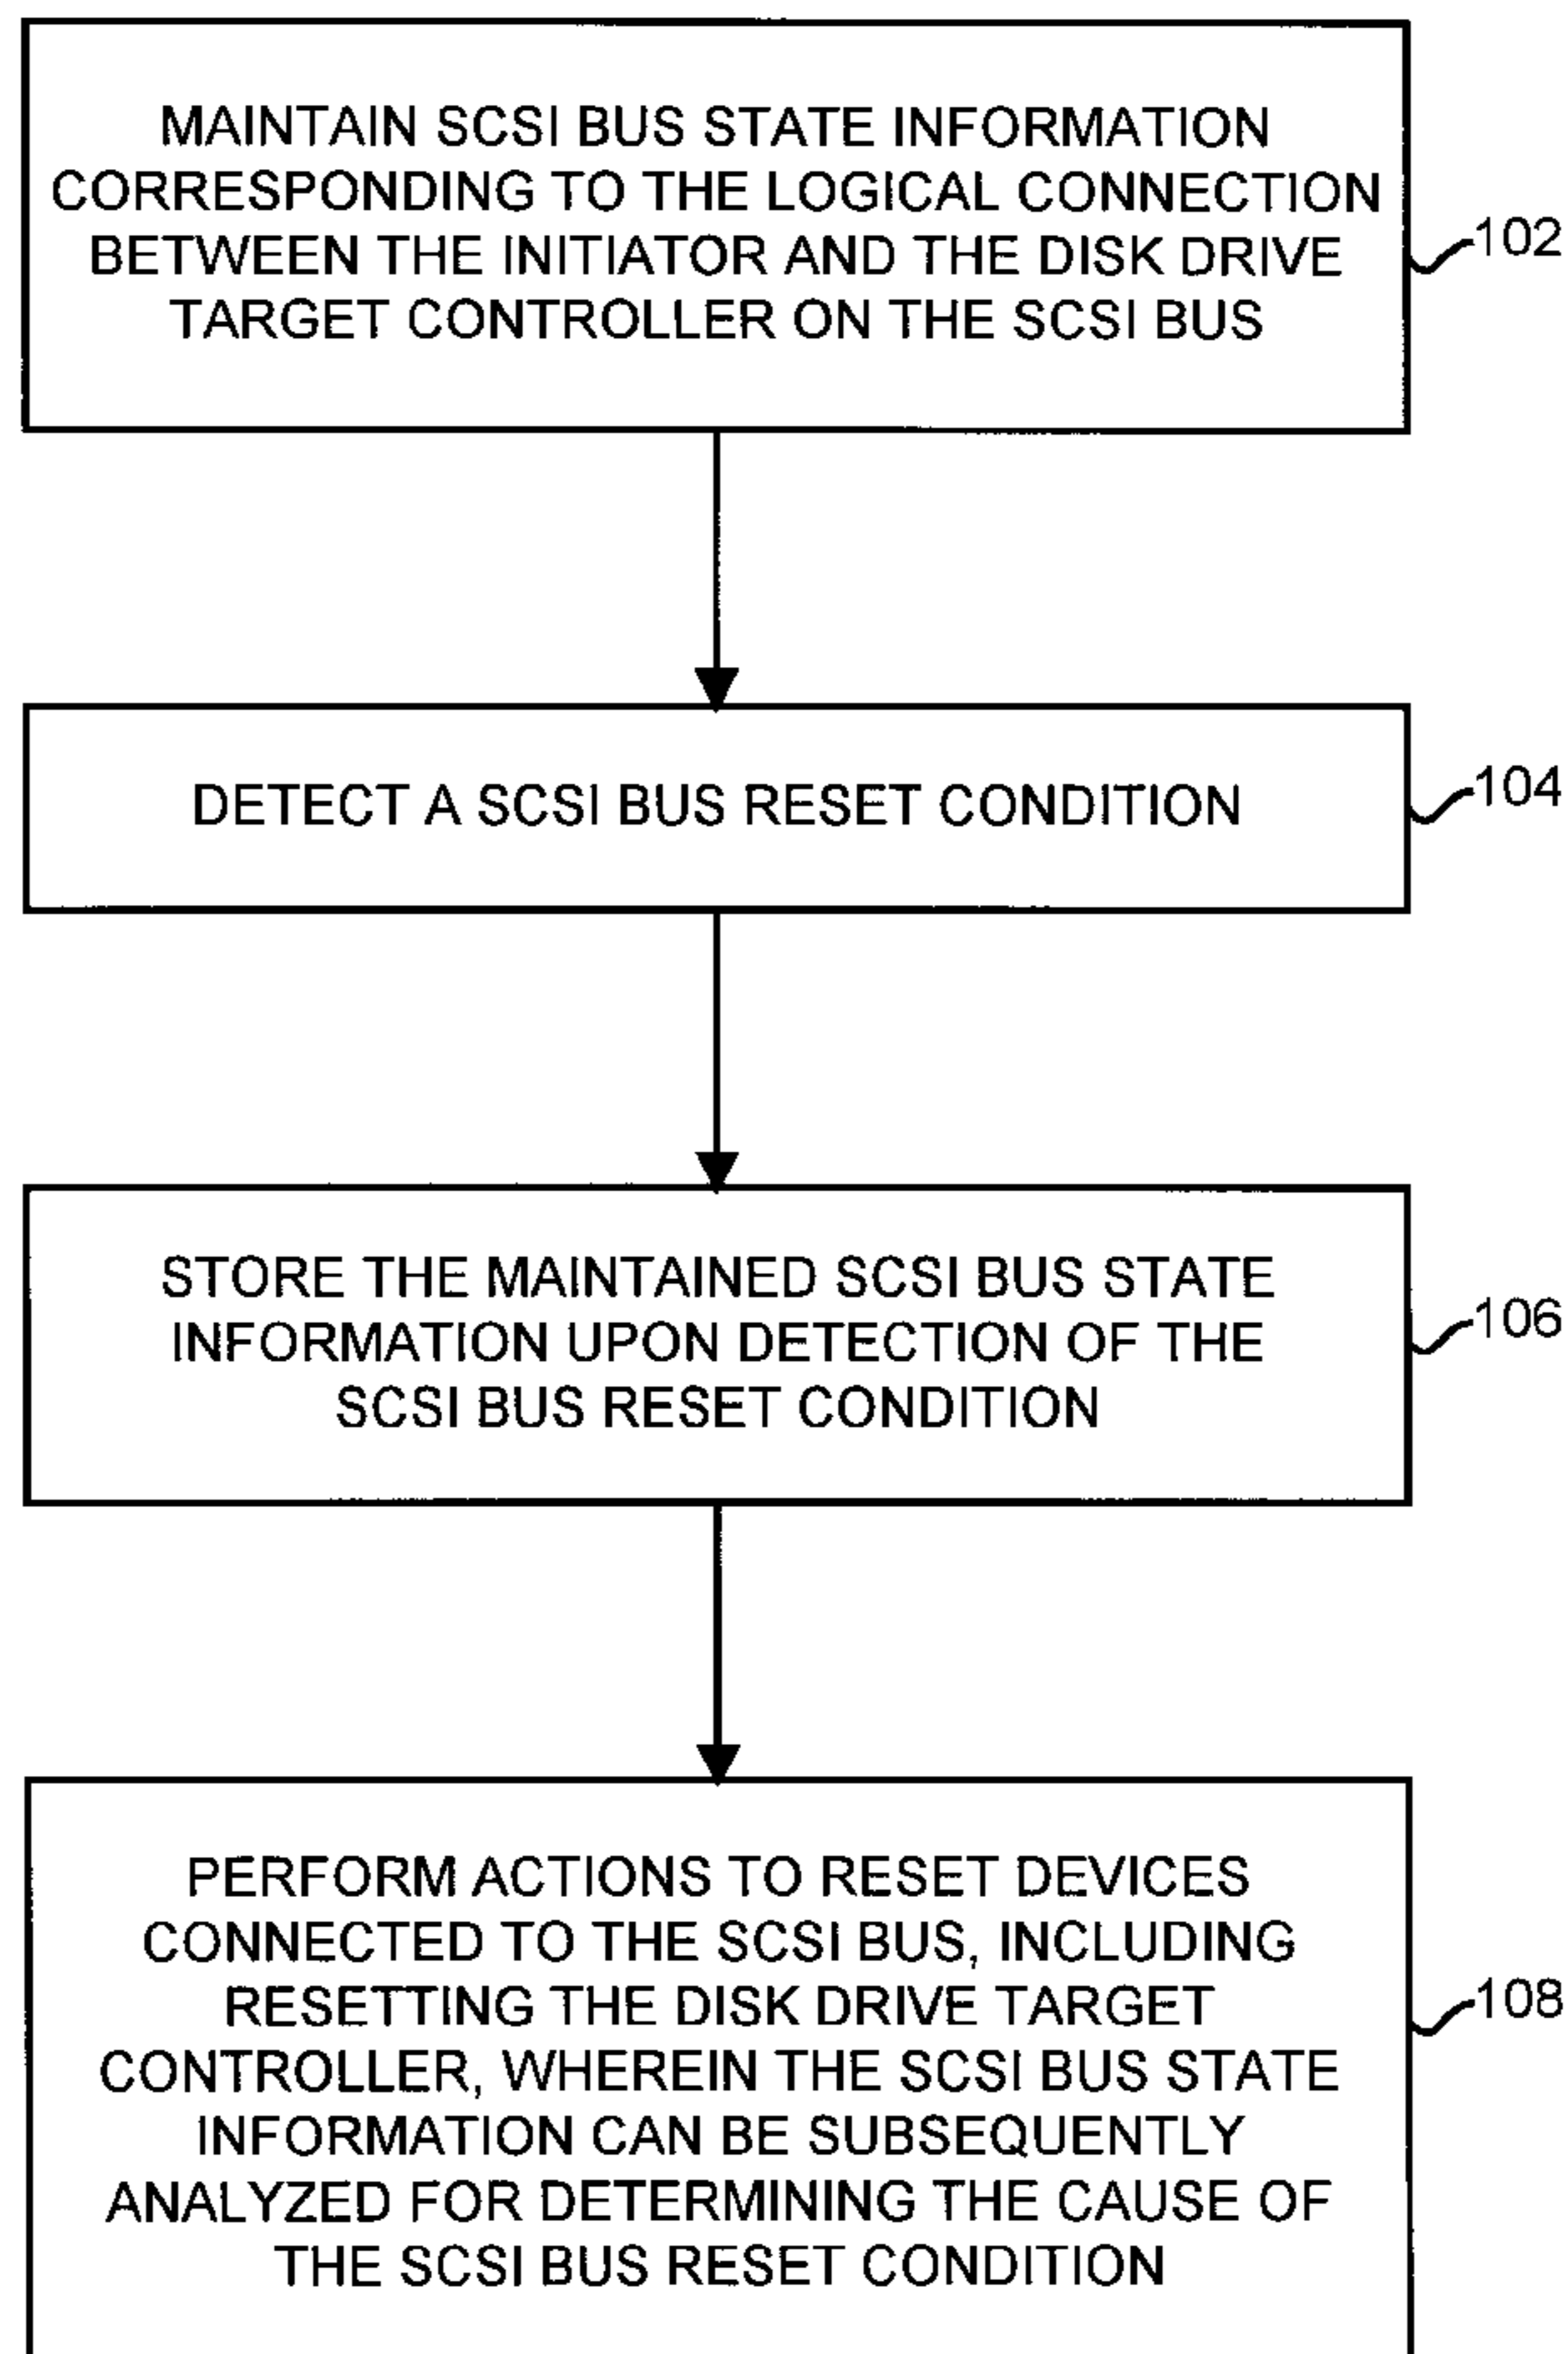 MAINTAIN SCSI BUS STATE INFORMATION
CORRESPONDING TO THE LOGICAL CONNECTION
BETWEEN THE INITIATOR AND THE DISK DRIVE
TARGET CONTROLLER ON THE SCSI BUS
102
DETECT A SCSI BUS RESET CONDITION
104
STORE THE MAINTAINED SCSI BUS STATE
INFORMATION UPON DETECTION OF THE
SCSI BUS RESET CONDITION
106
PERFORM ACTIONS TO RESET DEVICES
CONNECTED TO THE SCSI BUS, INCLUDING
RESETTING THE DISK DRIVE TARGET
CONTROLLER, WHEREIN THE SCSI BUS STATE
INFORMATION CAN BE SUBSEQUENTLY
ANALYZED FOR DETERMINING THE CAUSE OF
THE SCSI BUS RESET CONDITION
108